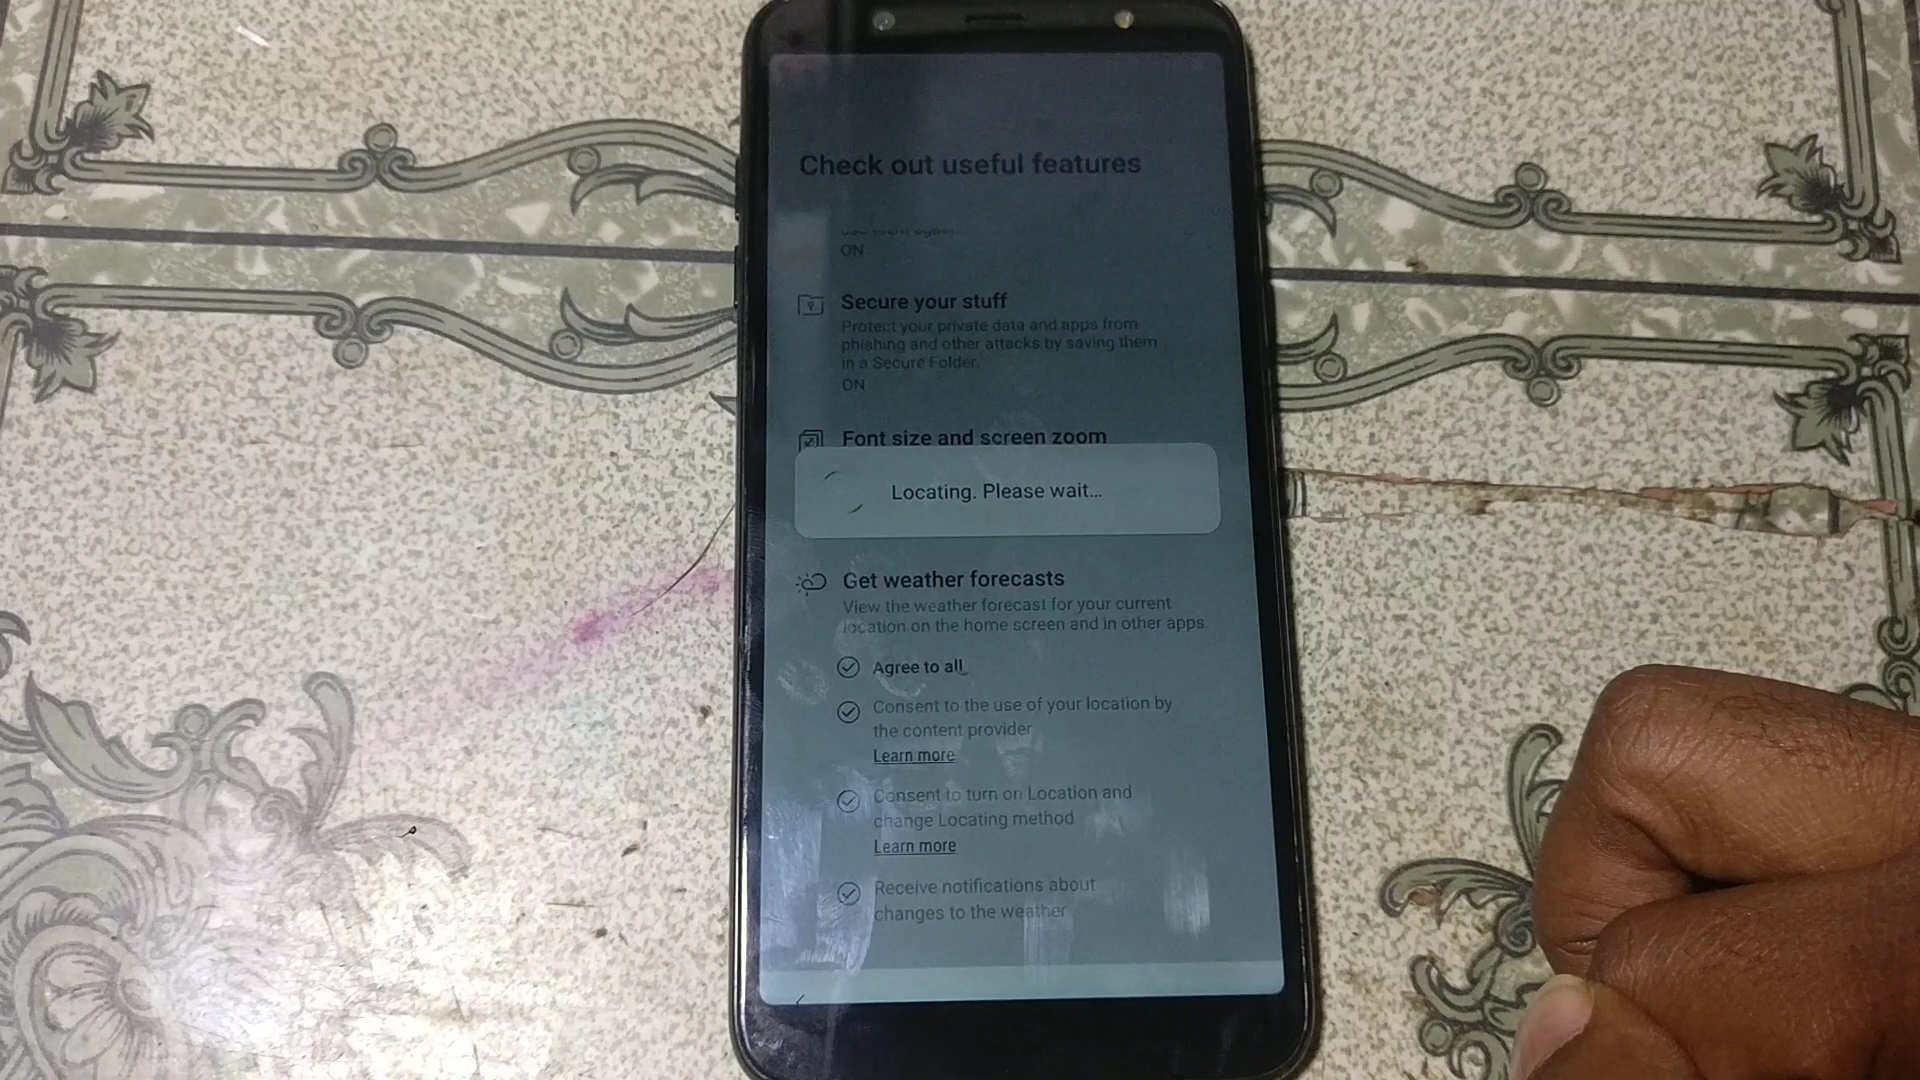 Check out useful features
ON
Secure your stuff
Protect your private data and apps from
phishing and other attacks by saving them
in a Secure Folder.
ON
Font size and screen zoom
Locating. Please wait...
Get weather forecasts
View the weather forecast for your current
location on the home screen and in other apps.
Agree to all
Consent to the use of your location by
the content provider
Learn more
Consent to turn on Location and
change Locating method
Learn more
Receive notifications about
changes to the weather